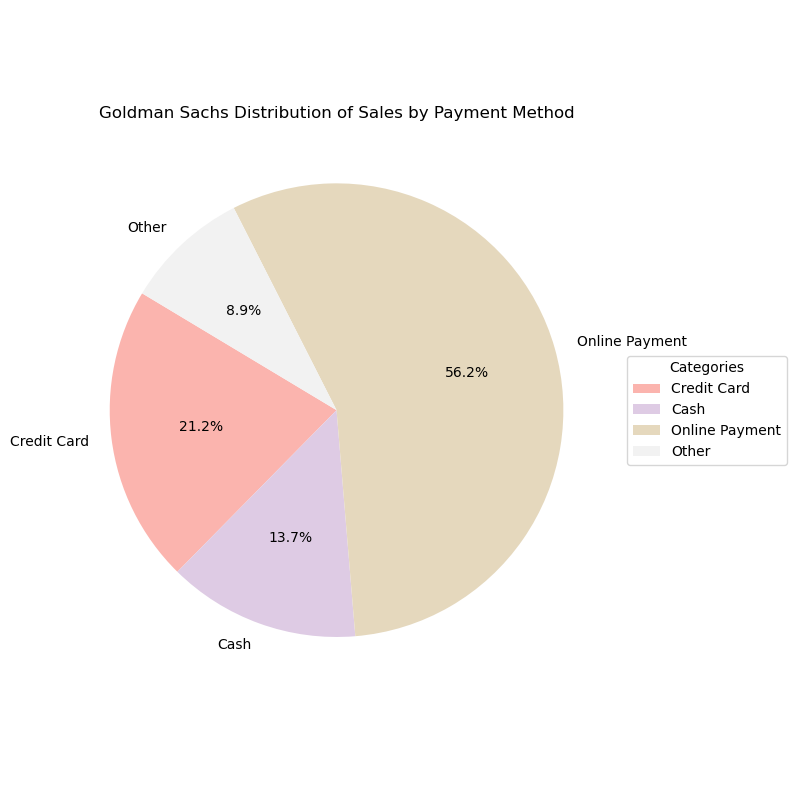 Goldman Sachs Distribution of Sales by Payment Method
Other
8.9%
Online Payment
56.2%
Categories
Credit Card
Cash
Online Payment
Other
21.2%
Credit Card
13.7%
Cash